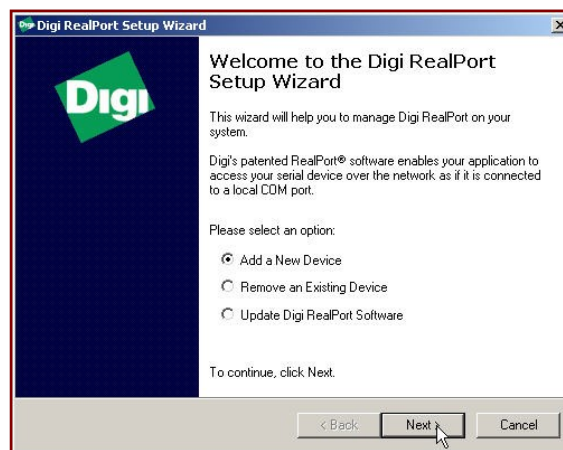 Digi RealPort Setup Wizard
Digi
Welcome to the Digi RealPort
Setup Wizard
This wizard will help you to manage Digi RealPort on your
system.
Digi's patented RealPort® software enables your application to
access your serial device over the network as if it is connected
to a local COM port.
Please select an option:
Add a New Device
Remove an Existing Device
Update Digi RealPort Software
To continue, click Next.
< Back Next > Cancel